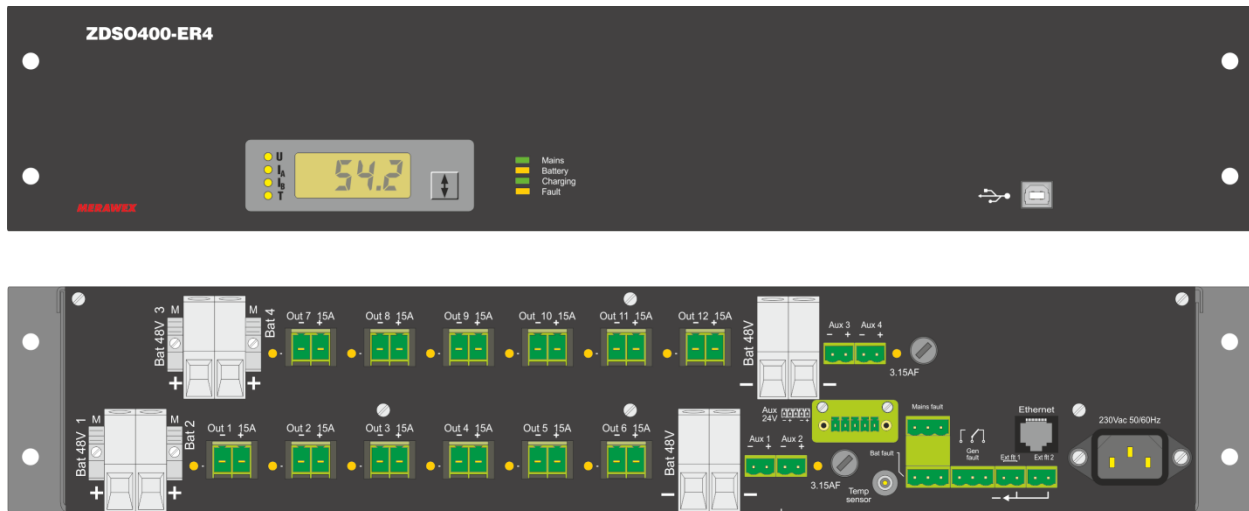 ZDSO400-ER4
U
IA
IB
T
54.2
Mains
Battery
Charging
Fault
MERAWEX
Bat 48V 3
M
M
Bat 4
Out 7 15A
- +
Out 8 15A
- +
Out 9 15A
- +
Out 10 15A
- +
Out 11 15A
- +
Out 12 15A
- +
Bat 48V
Aux 3 Aux 4
- + - +
3.15AF
+ +
- -
Bat 48V 1
M
M
Bat 2
Out 1 15A
- +
Out 2 15A
- +
Out 3 15A
- +
Out 4 15A
- +
Out 5 15A
- +
Out 6 15A
- +
Bat 48V
Aux
24V
Aux 1 Aux 2
- + - +
3.15AF
Temp
sensor
Bat fault
Mains fault
Gen
fault
Ext flt 1
Ext flt 2
Ethernet
230Vac 50/60Hz
+ +
- -